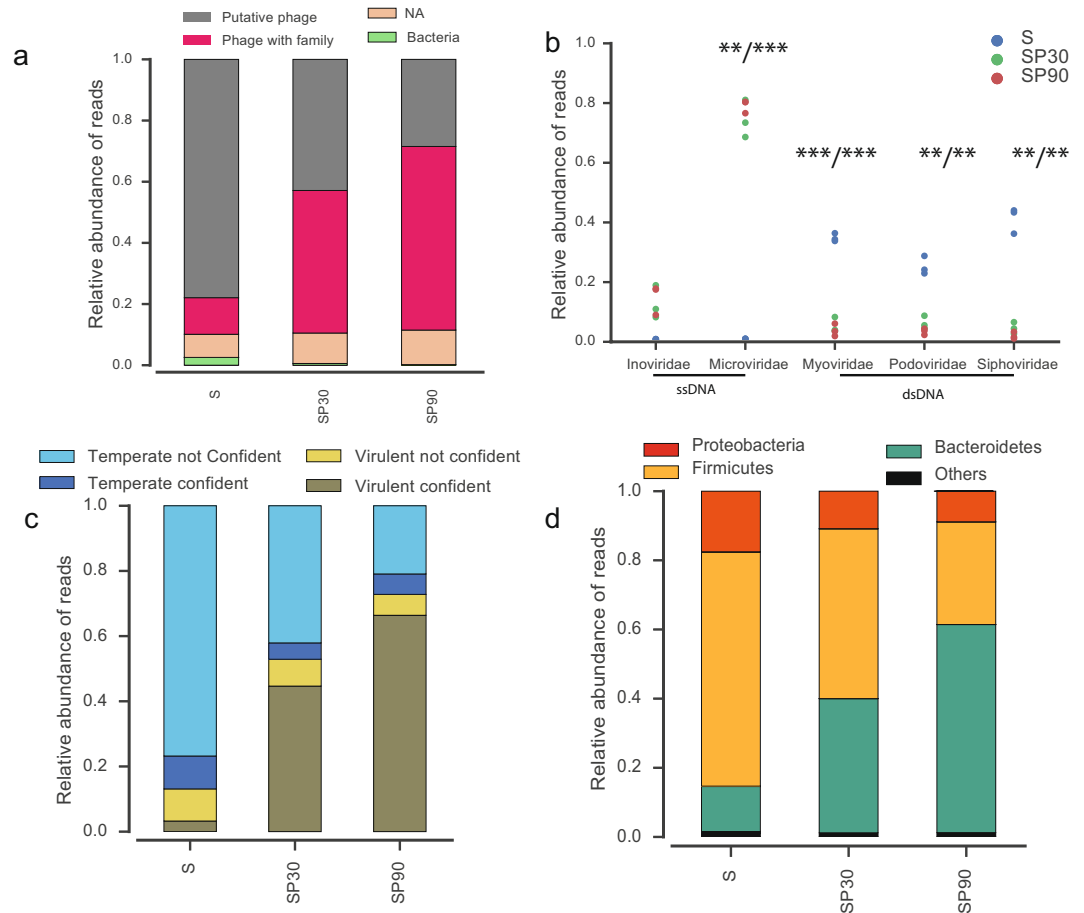 a
Putative phage
NA
Phage with family
Bacteria
Relative abundance of reads
1.0
0.8
0.6
0.4
0.2
0.0
S
SP30
SP90
b
S
SP30
SP90
Relative abundance of reads
1.0
0.8
0.6
0.4
0.2
0.0
**/***
***/***
**/**
**/**
Inoviridae Microviridae Myoviridae Podoviridae Siphoviridae
ssDNA dsDNA
Temperate not Confident
Virulent not confident
Temperate confident
Virulent confident
c
Relative abundance of reads
1.0
0.8
0.6
0.4
0.2
0.0
S
SP30
SP90
Proteobacteria
Bacteroidetes
Firmicutes
Others
d
Relative abundance of reads
1.0
0.8
0.6
0.4
0.2
0.0
S
SP30
SP90